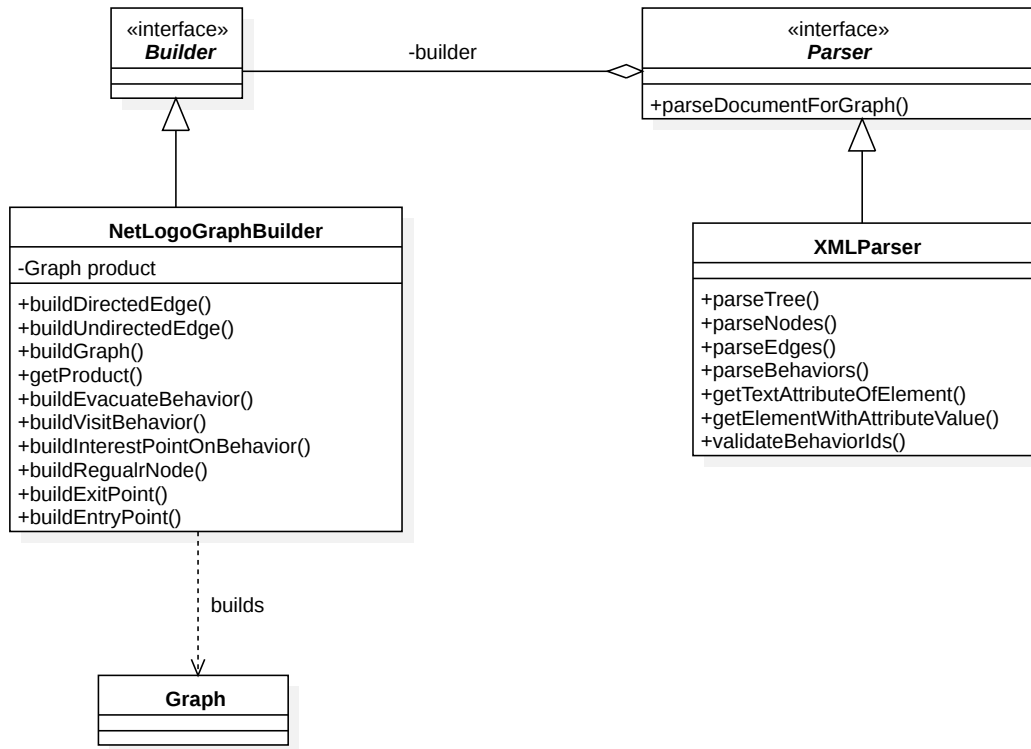 «interface»
Builder
-builder
«interface»
Parser
+parseDocumentForGraph()
NetLogoGraphBuilder
-Graph product
+buildDirectedEdge()
+buildUndirectedEdge()
+buildGraph()
+getProduct()
+buildEvacuateBehavior()
+buildVisitBehavior()
+buildInterestPointOnBehavior()
+buildRegualrNode()
+buildExitPoint()
+buildEntryPoint()
XMLParser
+parseTree()
+parseNodes()
+parseEdges()
+parseBehaviors()
+getTextAttributeOfElement()
+getElementWithAttributeValue()
+validateBehaviorIds()
builds
Graph